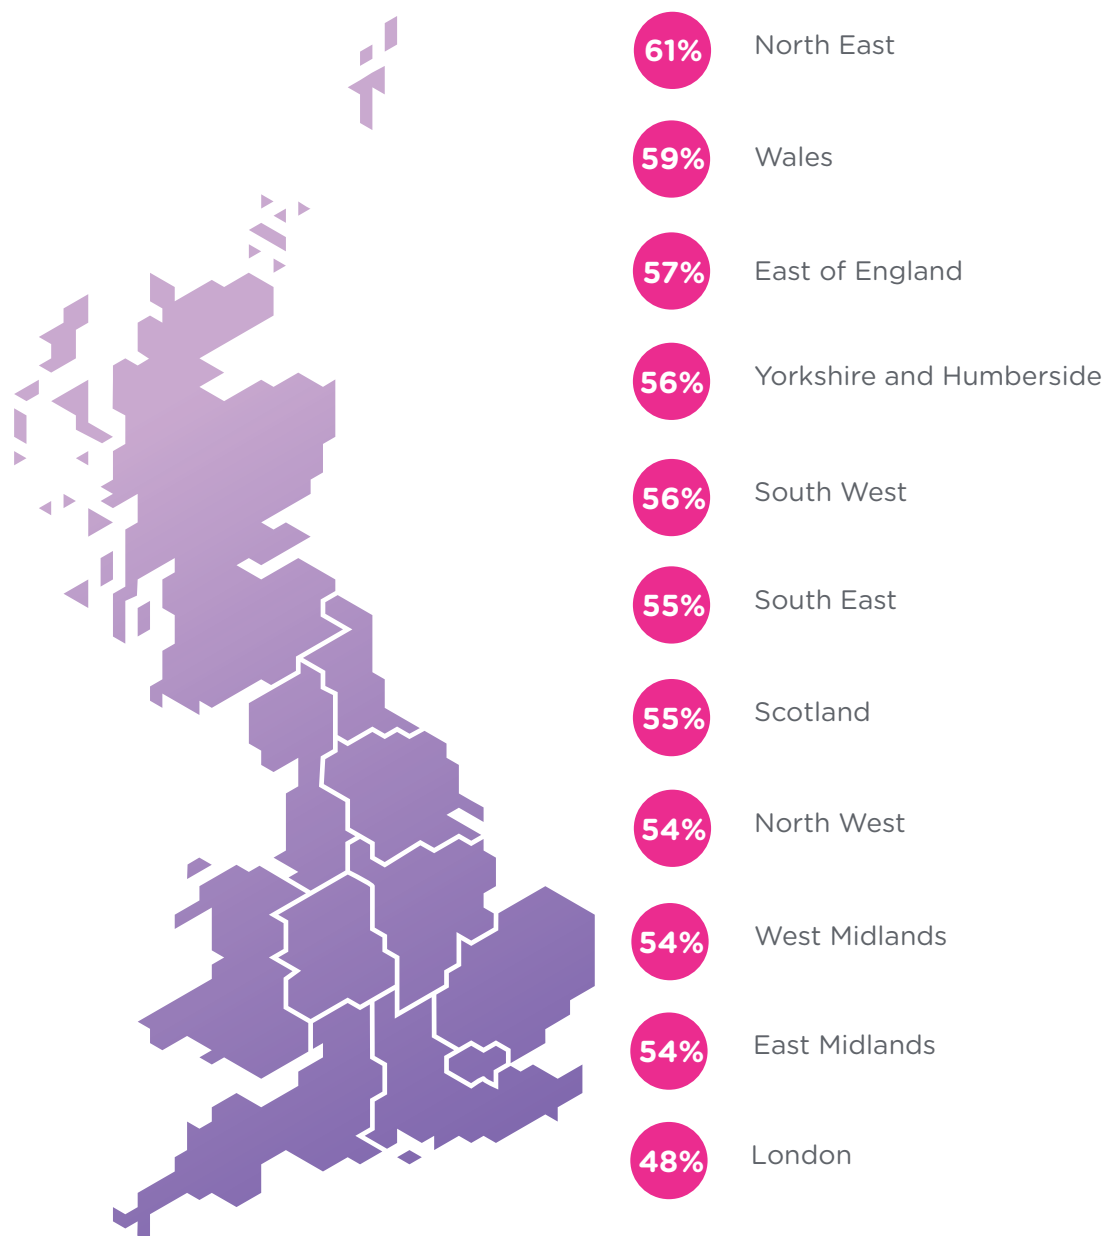 61% North East
59% Wales
57% East of England
56% Yorkshire and Humberside
56% South West
55% South East
55% Scotland
54% North West
54% West Midlands
54% East Midlands
48% London